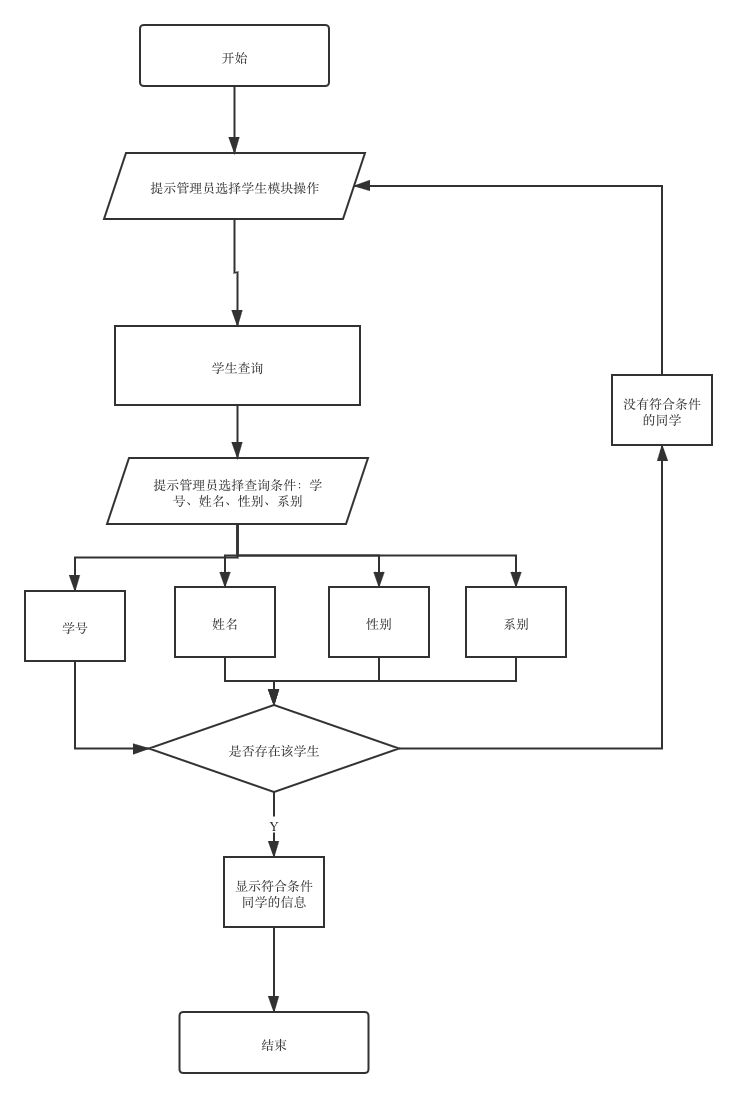 开始
提示管理员选择学生模块操作
学生查询
没有符合条件
的同学
提示管理员选择查询条件：学
号、姓名、性别、系别
学号
姓名
性别
系别
是否存在该学生
Y
显示符合条件
同学的信息
结束